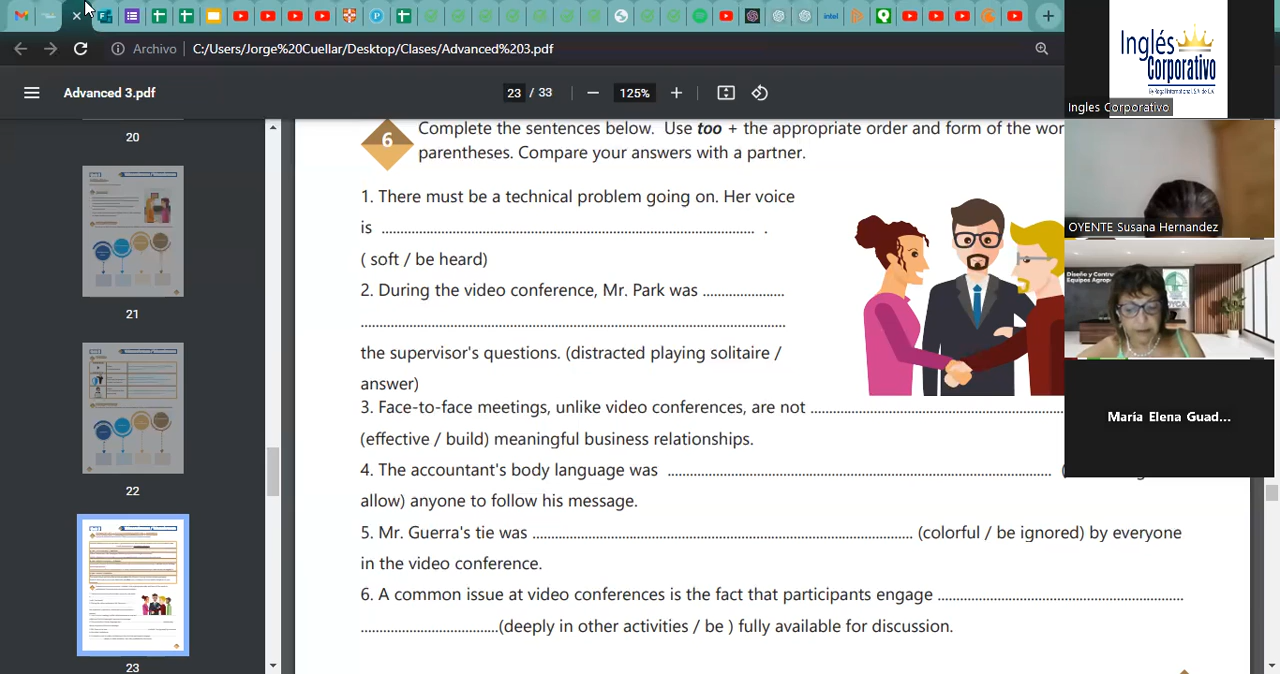 intel
Archivo
C:/Users/Jorge%20Cuellar/Desktop/Clases/Advanced%203.pdf
Advanced 3.pdf
23 / 33
125%
20
21
22
23
6
Complete the sentences below. Use too + the appropriate order and form of the
parentheses. Compare your answers with a partner.
1. There must be a technical problem going on. Her voice
is ............................................................ .
( soft / be heard)
2. During the video conference, Mr. Park was ......................
............................................................
the supervisor's questions. (distracted playing solitaire /
answer)
3. Face-to-face meetings, unlike video conferences, are not ............................................................
(effective / build) meaningful business relationships.
4. The accountant's body language was ............................................................ (
allow) anyone to follow his message.
5. Mr. Guerra's tie was ............................................................ (colorful / be ignored) by everyone
in the video conference.
6. A common issue at video conferences is the fact that participants engage ............................................................
.....................................(deeply in other activities / be ) fully available for discussion.
Inglés
Corporativo
Ingles Corporativo
OYENTE Susana Hernandez
María Elena Guad...